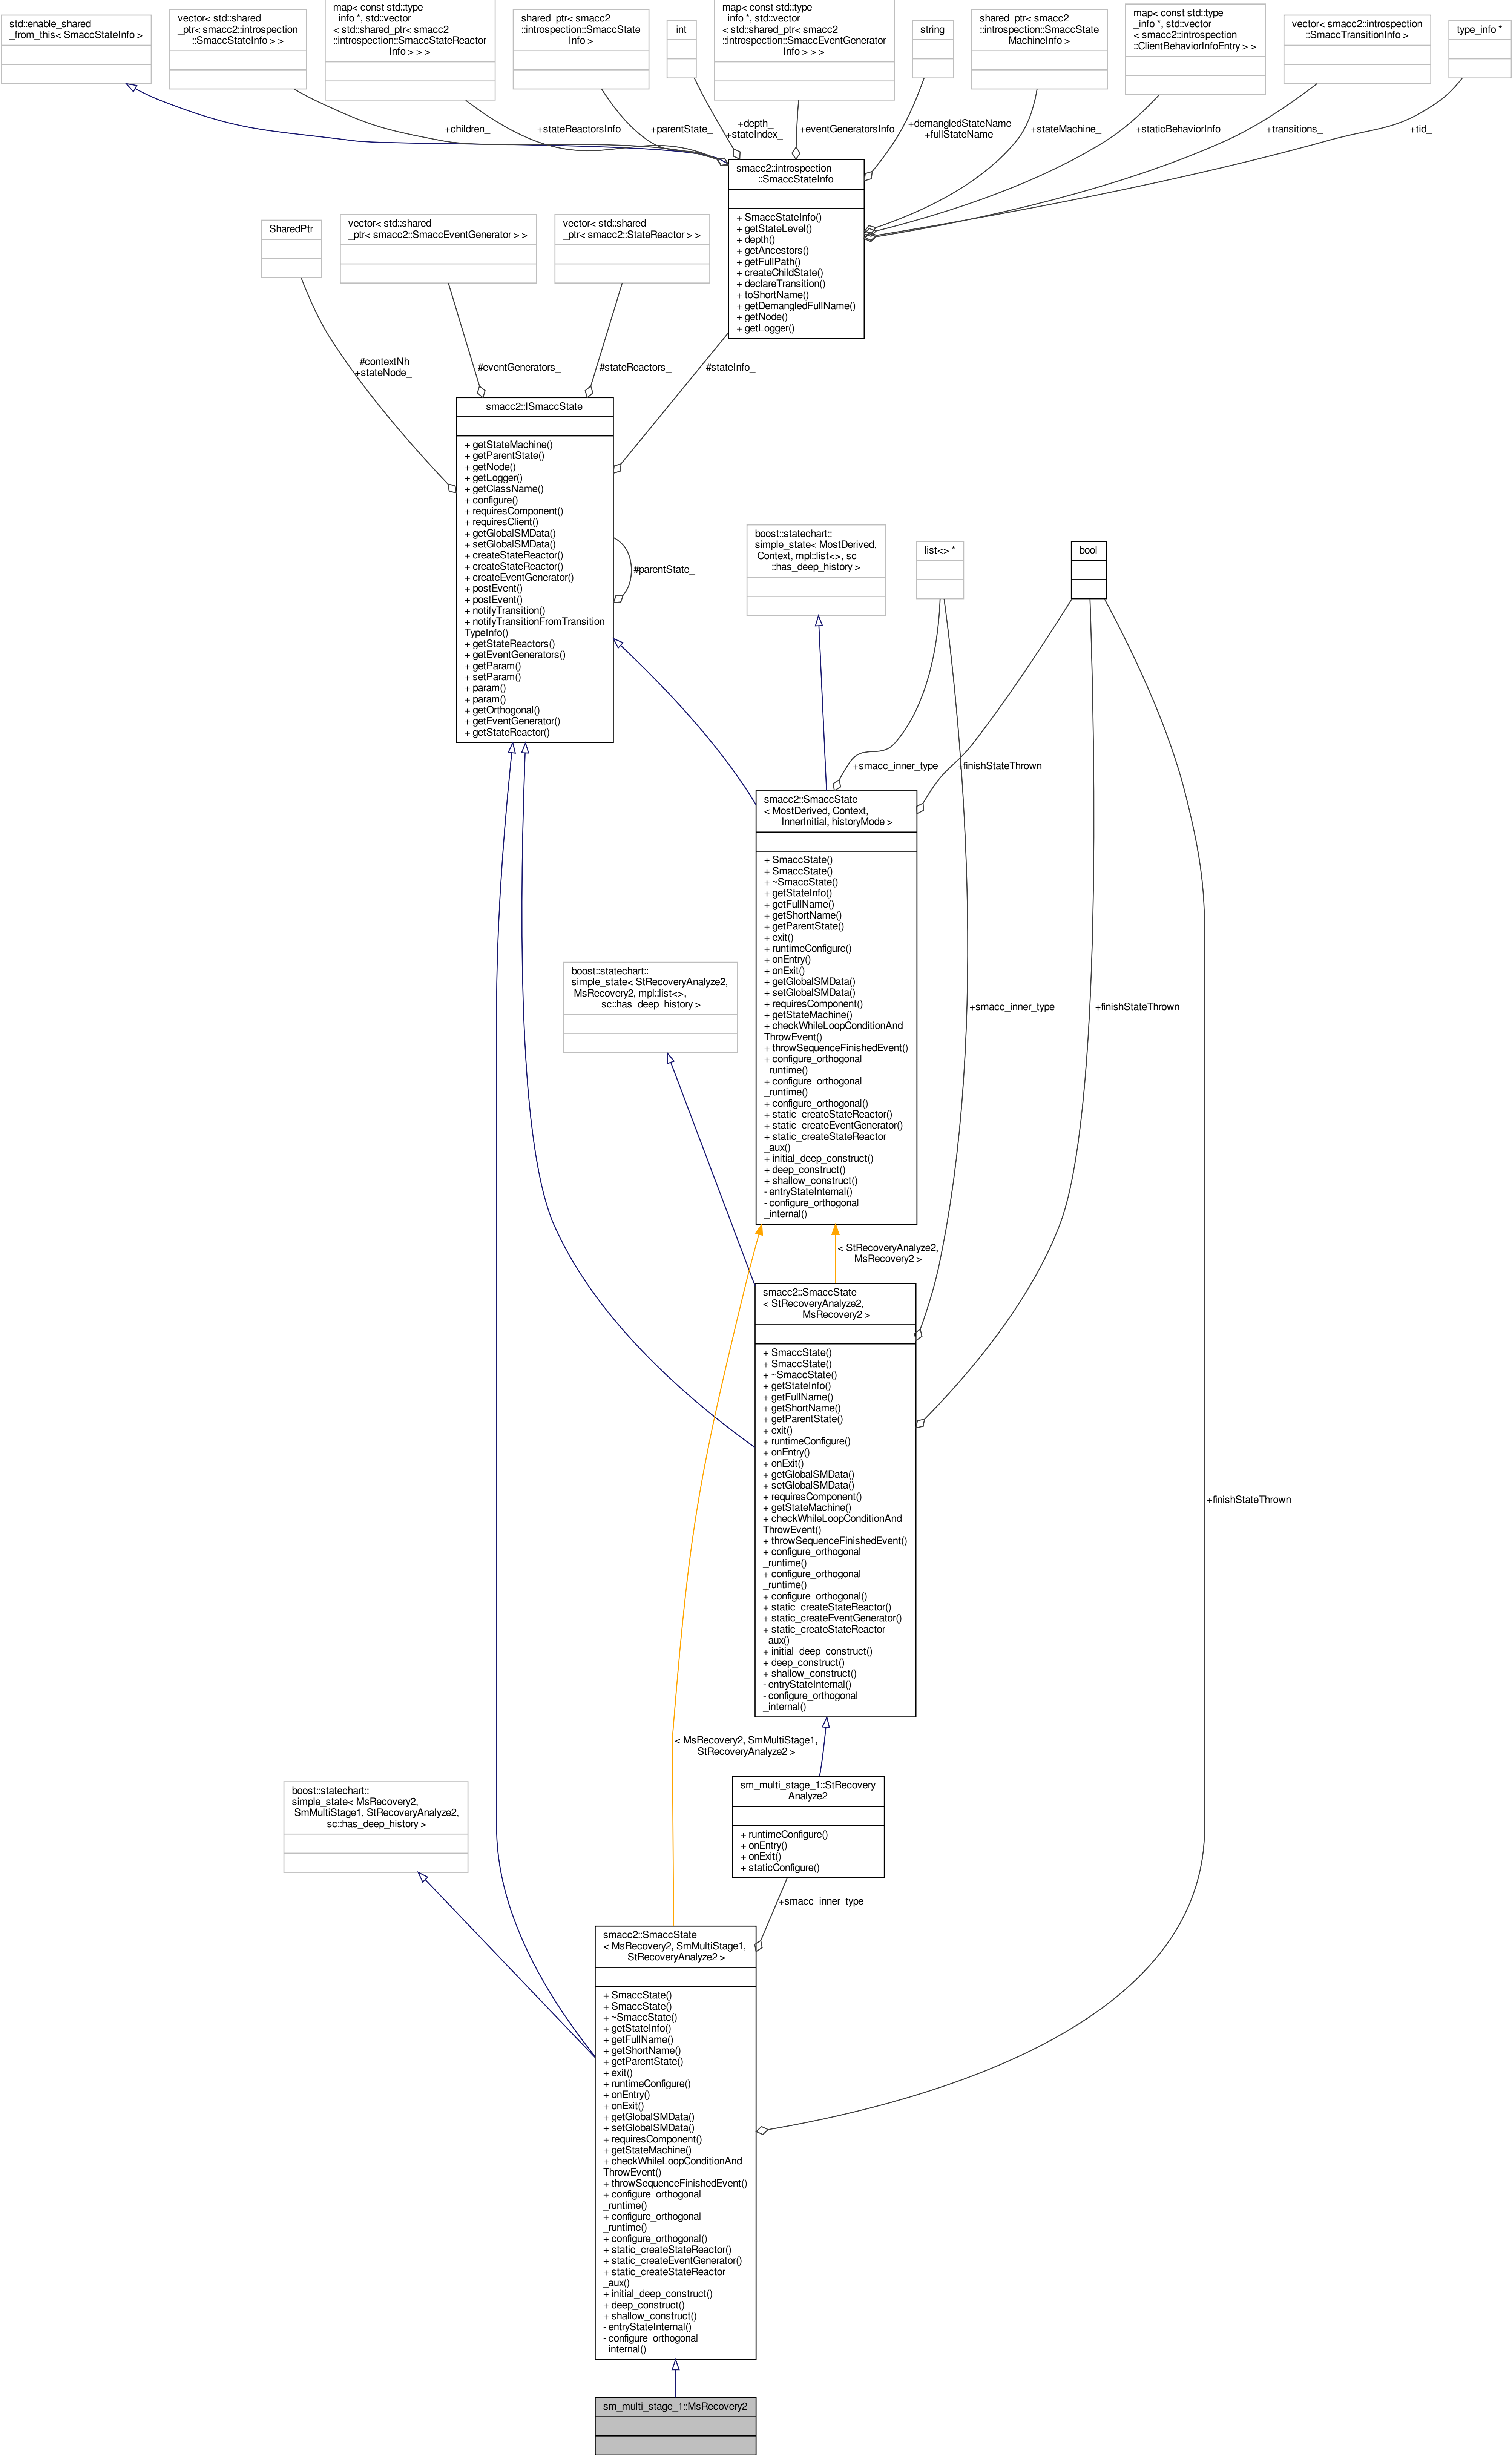 std::enable_shared
_from_this< SmaccStateInfo >
vector< std::shared
_ptr< smacc2::introspection
::SmaccStateInfo > >
map< const std::type
_info *, std::vector
< std::shared_ptr< smacc2
::introspection::SmaccStateReactor
Info > > >
shared_ptr< smacc2
::introspection::SmaccState
Info >
int
map< const std::type
_info *, std::vector
< std::shared_ptr< smacc2
::introspection::SmaccEventGenerator
Info > > >
string
shared_ptr< smacc2
::introspection::SmaccState
MachineInfo >
map< const std::type
_info *, std::vector
< smacc2::introspection
::ClientBehaviorInfoEntry > >
vector< smacc2::introspection
::SmaccTransitionInfo >
type_info *
+children_
+stateReactorsInfo
+parentState_
+depth_
+stateIndex_
+eventGeneratorsInfo
+demangledStateName
+fullStateName
+stateMachine_
+staticBehaviorInfo
+transitions_
+tid_
smacc2::introspection
::SmaccStateInfo
+ SmaccStateInfo()
+ getStateLevel()
+ depth()
+ getAncestors()
+ getFullPath()
+ createChildState()
+ declareTransition()
+ toShortName()
+ getDemangledFullName()
+ getNode()
+ getLogger()
SharedPtr
vector< std::shared
_ptr< smacc2::SmaccEventGenerator > >
vector< std::shared
_ptr< smacc2::StateReactor > >
#contextNh
+stateNode_
#eventGenerators_
#stateReactors_
#stateInfo_
smacc2::ISmaccState
+ getStateMachine()
+ getParentState()
+ getNode()
+ getLogger()
+ getClassName()
+ configure()
+ requiresComponent()
+ requiresClient()
+ getGlobalSMData()
+ setGlobalSMData()
+ createStateReactor()
+ createStateReactor()
+ createEventGenerator()
+ postEvent()
+ postEvent()
+ notifyTransition()
+ notifyTransitionFromTransition
TypeInfo()
+ getStateReactors()
+ getEventGenerators()
+ getParam()
+ setParam()
+ param()
+ param()
+ getOrthogonal()
+ getEventGenerator()
+ getStateReactor()
#parentState_
boost::statechart::
simple_state< MostDerived,
Context, mpl::list<>, sc
::has_deep_history >
list<> *
bool
+smacc_inner_type
+finishStateThrown
smacc2::SmaccState
< MostDerived, Context,
InnerInitial, historyMode >
+ SmaccState()
+ SmaccState()
+ ~SmaccState()
+ getStateInfo()
+ getFullName()
+ getShortName()
+ getParentState()
+ exit()
+ runtimeConfigure()
+ onEntry()
+ onExit()
+ getGlobalSMData()
+ setGlobalSMData()
+ requiresComponent()
+ getStateMachine()
+ checkWhileLoopConditionAnd
ThrowEvent()
+ throwSequenceFinishedEvent()
+ configure_orthogonal
_runtime()
+ configure_orthogonal
_runtime()
+ configure_orthogonal()
+ static_createStateReactor()
+ static_createEventGenerator()
+ static_createStateReactor
_aux()
+ initial_deep_construct()
+ deep_construct()
+ shallow_construct()
- entryStateInternal()
- configure_orthogonal
_internal()
boost::statechart::
simple_state< StRecoveryAnalyze2,
MsRecovery2, mpl::list<>,
sc::has_deep_history >
+smacc_inner_type
+finishStateThrown
< StRecoveryAnalyze2,
MsRecovery2 >
smacc2::SmaccState
< StRecoveryAnalyze2,
MsRecovery2 >
+ SmaccState()
+ SmaccState()
+ ~SmaccState()
+ getStateInfo()
+ getFullName()
+ getShortName()
+ getParentState()
+ exit()
+ runtimeConfigure()
+ onEntry()
+ onExit()
+ getGlobalSMData()
+ setGlobalSMData()
+ requiresComponent()
+ getStateMachine()
+ checkWhileLoopConditionAnd
ThrowEvent()
+ throwSequenceFinishedEvent()
+ configure_orthogonal
_runtime()
+ configure_orthogonal
_runtime()
+ configure_orthogonal()
+ static_createStateReactor()
+ static_createEventGenerator()
+ static_createStateReactor
_aux()
+ initial_deep_construct()
+ deep_construct()
+ shallow_construct()
- entryStateInternal()
- configure_orthogonal
_internal()
+finishStateThrown
< MsRecovery2, SmMultiStage1,
StRecoveryAnalyze2 >
sm_multi_stage_1::StRecovery
Analyze2
+ runtimeConfigure()
+ onEntry()
+ onExit()
+ staticConfigure()
boost::statechart::
simple_state< MsRecovery2,
SmMultiStage1, StRecoveryAnalyze2,
sc::has_deep_history >
+smacc_inner_type
smacc2::SmaccState
< MsRecovery2, SmMultiStage1,
StRecoveryAnalyze2 >
+ SmaccState()
+ SmaccState()
+ ~SmaccState()
+ getStateInfo()
+ getFullName()
+ getShortName()
+ getParentState()
+ exit()
+ runtimeConfigure()
+ onEntry()
+ onExit()
+ getGlobalSMData()
+ setGlobalSMData()
+ requiresComponent()
+ getStateMachine()
+ checkWhileLoopConditionAnd
ThrowEvent()
+ throwSequenceFinishedEvent()
+ configure_orthogonal
_runtime()
+ configure_orthogonal
_runtime()
+ configure_orthogonal()
+ static_createStateReactor()
+ static_createEventGenerator()
+ static_createStateReactor
_aux()
+ initial_deep_construct()
+ deep_construct()
+ shallow_construct()
- entryStateInternal()
- configure_orthogonal
_internal()
sm_multi_stage_1::MsRecovery2